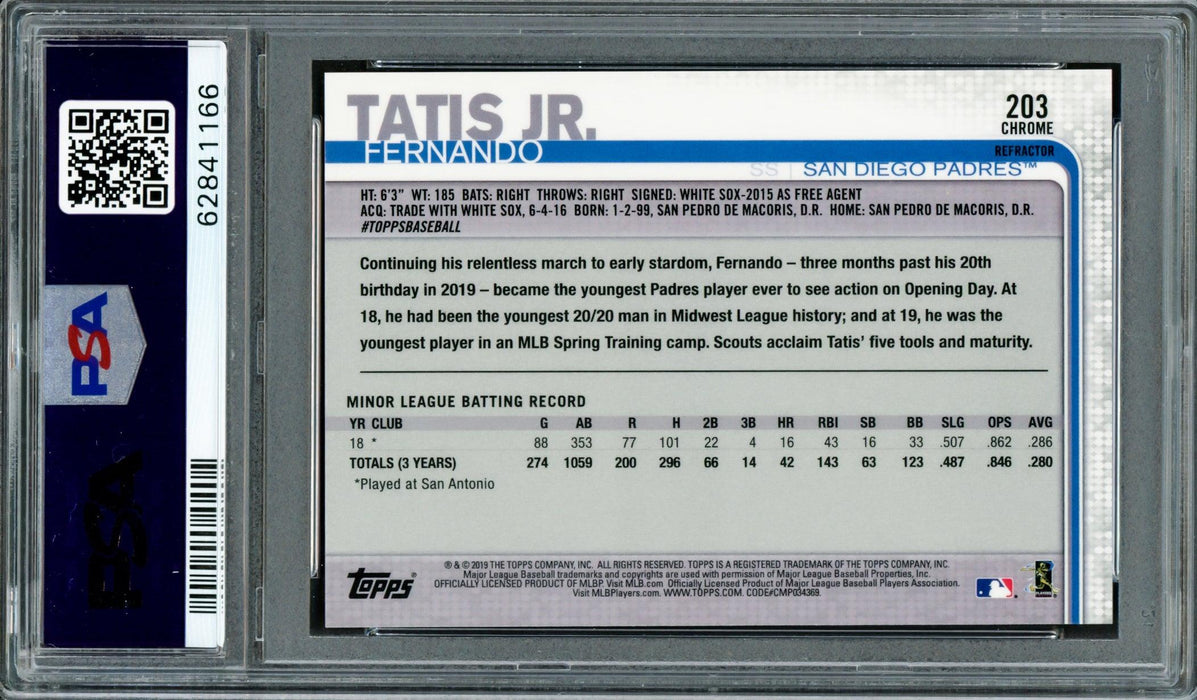 62841166
PSA
PSA
TATIS JR.
FERNANDO
203
CHROME
REFRACTOR
SS | SAN DIEGO PADRES™
HT: 6'3" WT: 185 BATS: RIGHT THROWS: RIGHT SIGNED: WHITE SOX-2015 AS FREE AGENT
ACQ: TRADE WITH WHITE SOX, 6-4-16 BORN: 1-2-99, SAN PEDRO DE MACORIS, D.R. HOME: SAN PEDRO DE MACORIS, D.R.
#TOPPSBASEBALL
Continuing his relentless march to early stardom, Fernando – three months past his 20th
birthday in 2019 – became the youngest Padres player ever to see action on Opening Day. At
18, he had been the youngest 20/20 man in Midwest League history; and at 19, he was the
youngest player in an MLB Spring Training camp. Scouts acclaim Tatis' five tools and maturity.
MINOR LEAGUE BATTING RECORD
YR CLUB G AB R H 2B 3B HR RBI SB BB SLG OPS AVG
18 * 88 353 77 101 22 4 16 43 16 33 .507 .862 .286
TOTALS (3 YEARS) 274 1059 200 296 66 14 42 143 63 123 .487 .846 .280
*Played at San Antonio
Topps®
® & © 2019 THE TOPPS COMPANY, INC. ALL RIGHTS RESERVED. TOPPS IS A REGISTERED TRADEMARK OF THE TOPPS COMPANY, INC.
Major League Baseball trademarks and copyrights are used with permission of Major League Baseball Properties, Inc.
OFFICIALLY LICENSED PRODUCT OF MLBP Visit MLB.com Officially Licensed Product of Major League Baseball Players Association.
Visit MLBPlayers.com. WWW.TOPPS.COM. CODE#CMP034369.
PLAYERS